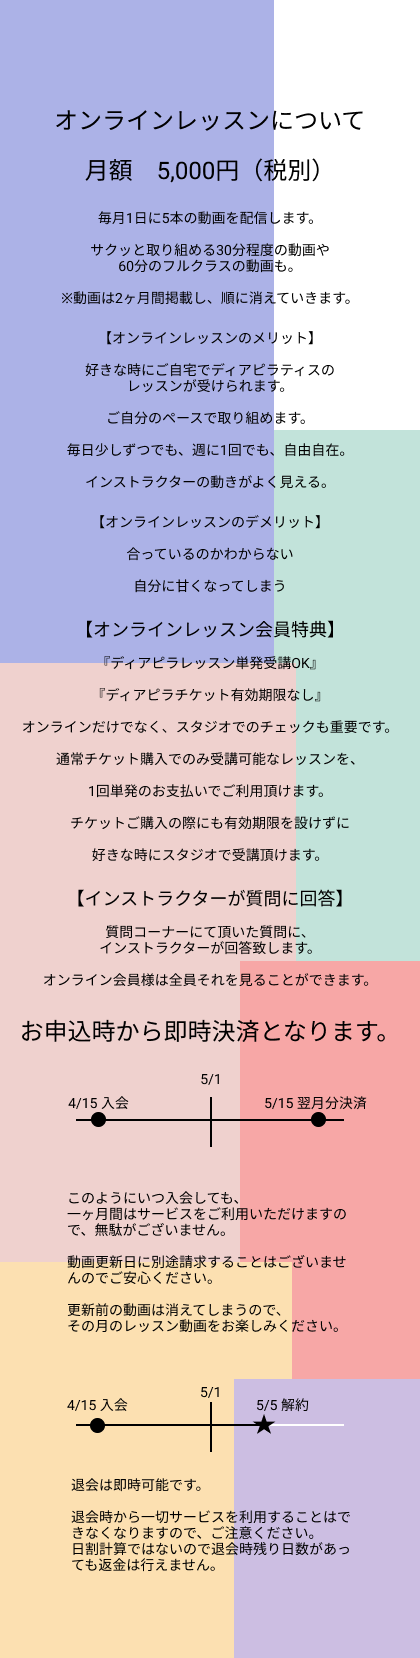 オンラインレッスンについて
月額　5,000円（税別）
毎月1日に5本の動画を配信します。
サクッと取り組める30分程度の動画や
60分のフルクラスの動画も。
※動画は2ヶ月間掲載し、順に消えていきます。
【オンラインレッスンのメリット】
好きな時にご自宅でディアピラティスの
レッスンが受けられます。
ご自分のペースで取り組めます。
毎日少しずつでも、週に1回でも、自由自在。
インストラクターの動きがよく見える。
【オンラインレッスンのデメリット】
合っているのかわからない
自分に甘くなってしまう
【オンラインレッスン会員特典】
『ディアピラレッスン単発受講OK』
『ディアピラチケット有効期限なし』
オンラインだけでなく、スタジオでのチェックも重要です。
通常チケット購入でのみ受講可能なレッスンを、
1回単発のお支払いでご利用頂けます。
チケットご購入の際にも有効期限を設けずに
好きな時にスタジオで受講頂けます。
【インストラクターが質問に回答】
質問コーナーにて頂いた質問に、
インストラクターが回答致します。
オンライン会員様は全員それを見ることができます。
お申込時から即時決済となります。
5/1
4/15 入会
5/15 翌月分決済
このようにいつ入会しても、
一ヶ月間はサービスをご利用いただけますの
で、無駄がございません。
動画更新日に別途請求することはございませ
んのでご安心ください。
更新前の動画は消えてしまうので、
その月のレッスン動画をお楽しみください。
5/1
4/15 入会
5/5 解約
退会は即時可能です。
退会時から一切サービスを利用することはで
きなくなりますので、ご注意ください。
日割計算ではないので退会時残り日数があっ
ても返金は行えません。